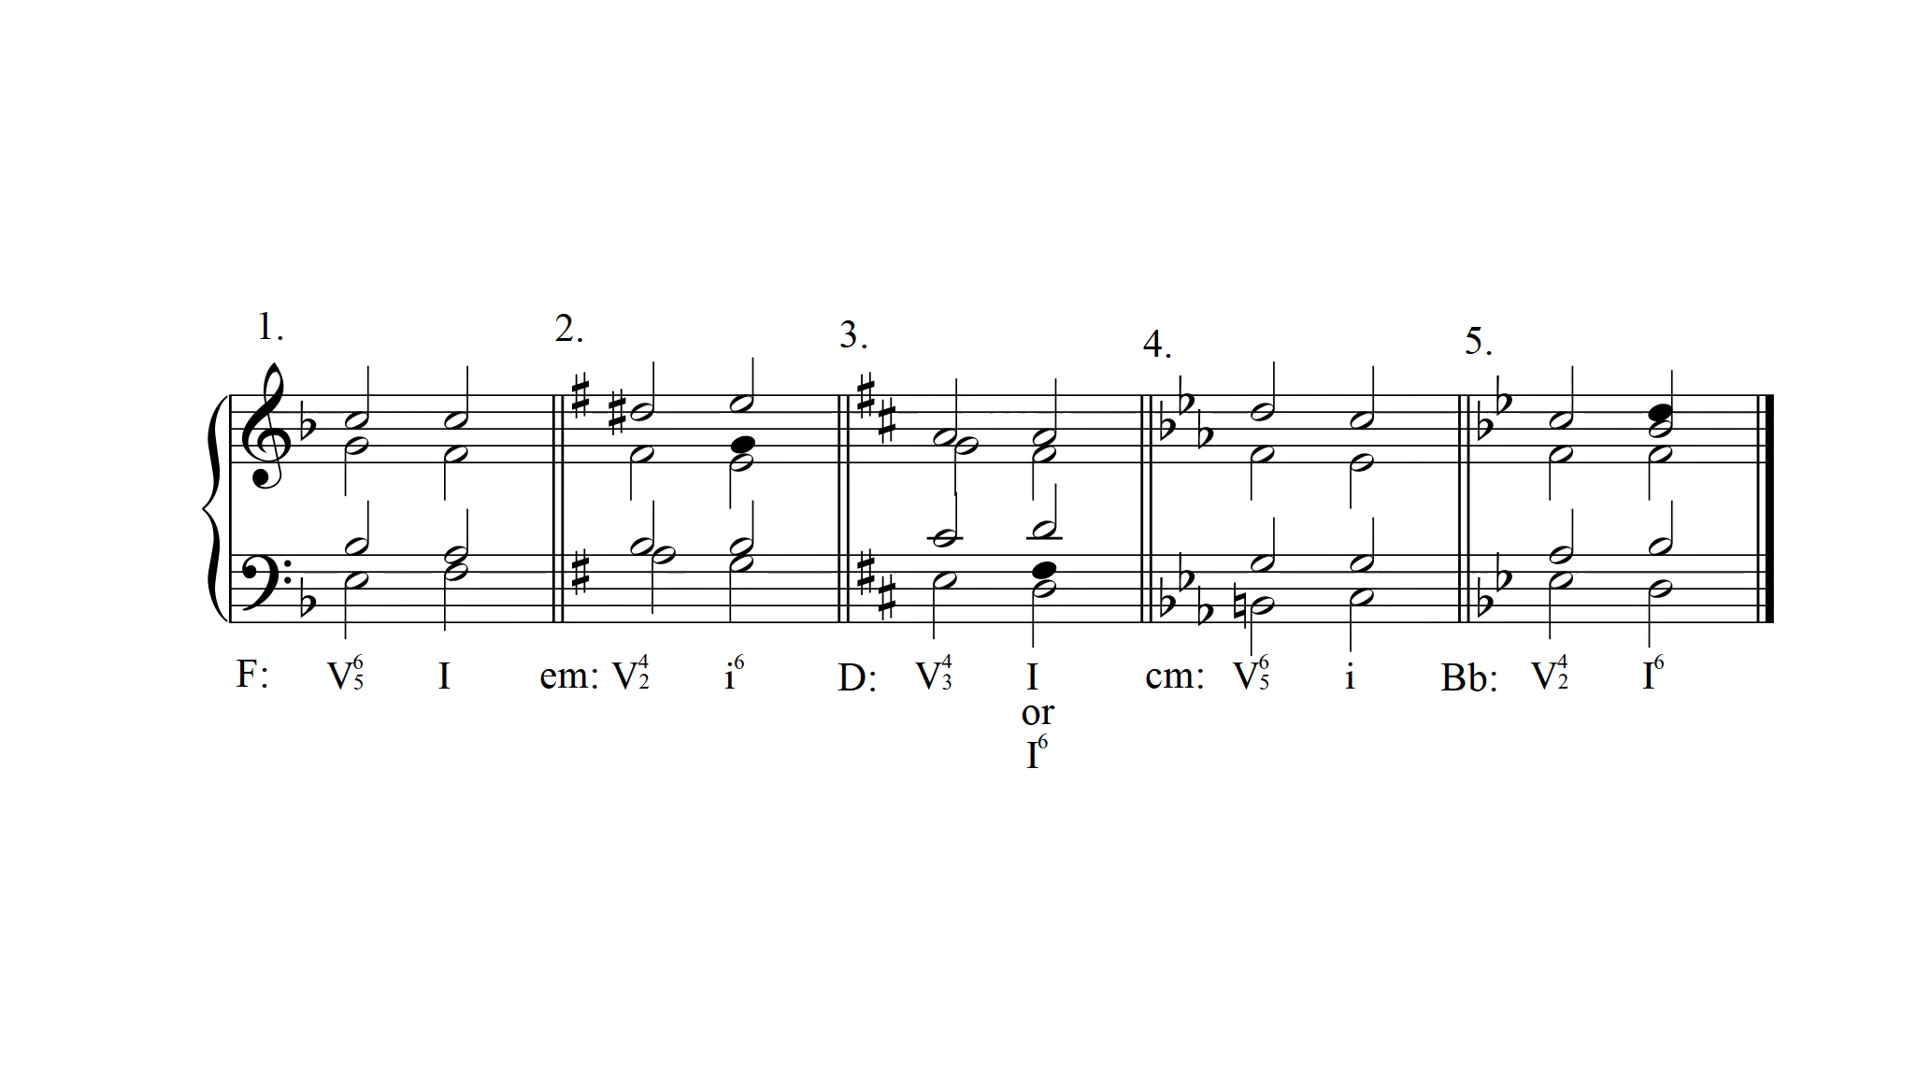 1. 2. 3. 4. 5.
F: V6/5 I em: V4/2 i6 D: V4/3 I cm: V6/5 i Bb: V4/2 I6
or
I6